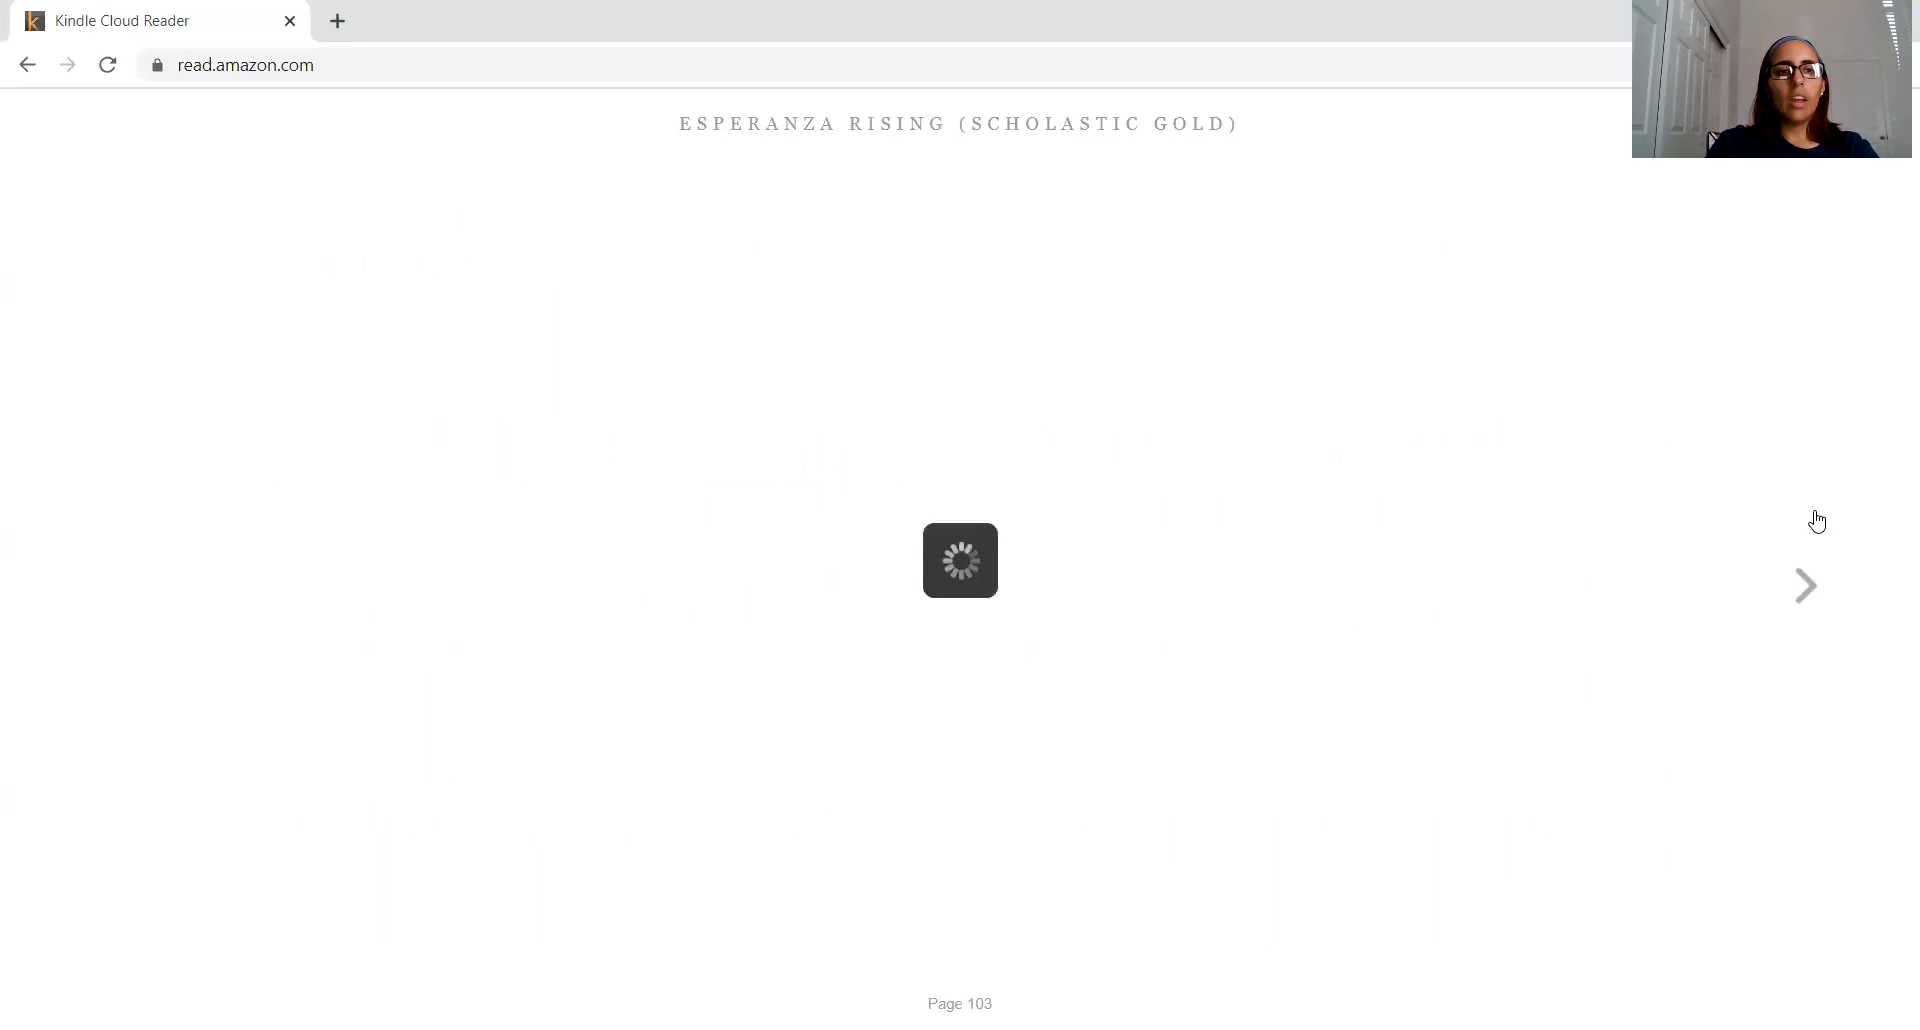 Kindle Cloud Reader
read.amazon.com
ESPERANZA RISING (SCHOLASTIC GOLD)
Page 103